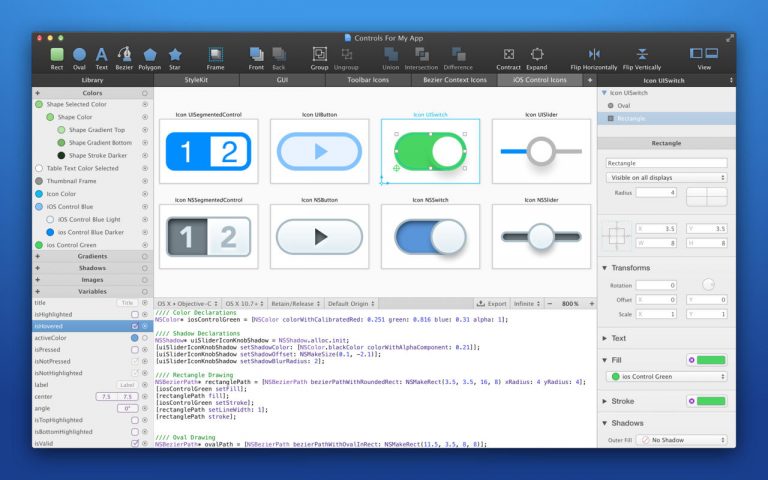 Controls For My App
Rect Oval Text Bezier Polygon Star Frame Front Back Group Ungroup Union Intersection Difference Contract Expand Flip Horizontally Flip Vertically View
Library StyleKit GUI Toolbar Icons Bezier Context Icons iOS Control Icons + Icon UISwitch
+ Colors
Shape Selected Color
Shape Color
Shape Gradient Top
Shape Gradient Bottom
Shape Stroke Darker
Table Text Color Selected
Thumbnail Frame
Icon Color
iOS Control Blue
iOS Control Blue Light
ios Control Blue Darker
ios Control Green
+ Gradients
+ Shadows
+ Images
+ Variables
title Title
isHighlighted
isHovered
activeColor
isPressed
isNotPressed
isNotHighlighted
label Label
center 7.5 7.5
angle 0°
isTopHighlighted
isBottomHighlighted
isValid
Icon UISegmentedControl Icon UIButton Icon UISwitch Icon UISlider
1 2
Icon NSSegmentedControl Icon NSButton Icon NSwitch Icon NSlider
1 2
OS X + Objective-C OS X 10.7+ Retain/Release Default Origin Export Infinite − 800% +
//// Color Declarations
NSColor* iosControlGreen = [NSColor colorWithCalibratedRed: 0.251 green: 0.816 blue: 0.31 alpha: 1];
//// Shadow Declarations
NSShadow* uiSliderIconKnobShadow = NSShadow.alloc.init;
[uiSliderIconKnobShadow setShadowColor: [NSColor.blackColor colorWithAlphaComponent: 0.21]];
[uiSliderIconKnobShadow setShadowOffset: NSMakeSize(0.1, -2.1)];
[uiSliderIconKnobShadow setShadowBlurRadius: 2];
//// Rectangle Drawing
NSBezierPath* rectanglePath = [NSBezierPath bezierPathWithRoundedRect: NSMakeRect(3.5, 3.5, 16, 8) xRadius: 4 yRadius: 4];
[iosControlGreen setFill];
[rectanglePath fill];
[iosControlGreen setStroke];
[rectanglePath setLineWidth: 1];
[rectanglePath stroke];
//// Oval Drawing
NSBezierPath* ovalPath = [NSBezierPath bezierPathWithOvalInRect: NSMakeRect(11.5, 3.5, 8, 8)];
Icon UISwitch
Oval
Rectangle
Rectangle
Rectangle
Visible on all displays
Radius 4
X 3.5 Y 3.5
W 8 H 8
Transforms
Rotation 0
Offset X 0 Y 0
Scale X 1 Y 1
Text
Fill
ios Control Green
Stroke
Shadows
Outer Fill No Shadow